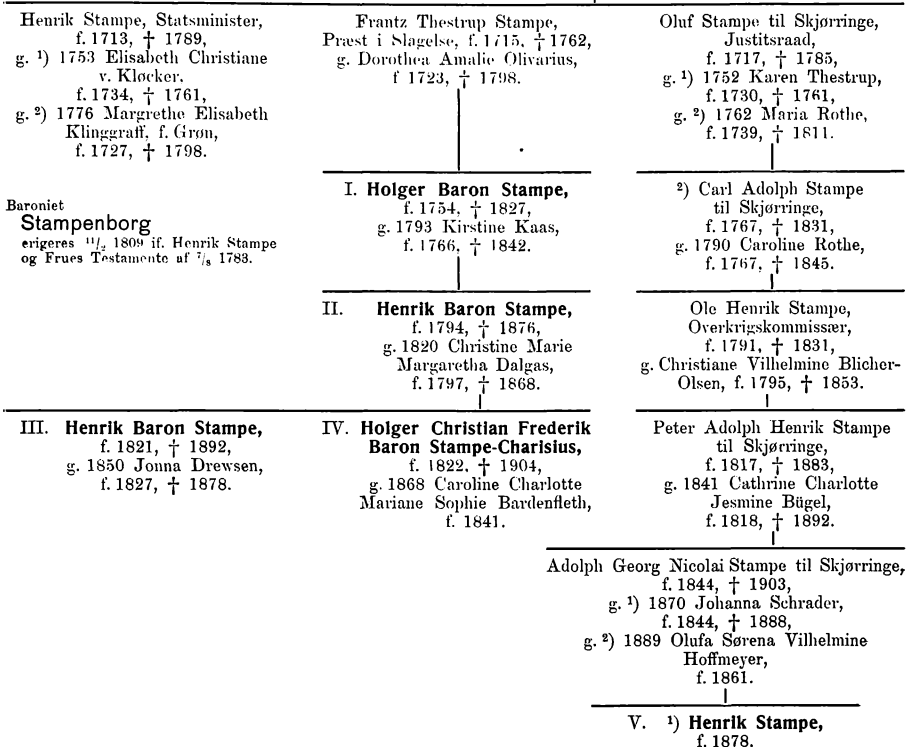 Henrik Stampe, Statsminister,
f. 1713, † 1789,
g. ¹) 1753 Elisabeth Christiane
v. Kløcker.
f. 1734, † 1761,
g. ²) 1776 Margrethe Elisabeth
Klinggraff, f. Grøn,
f. 1727, † 1798.
Frantz Thestrup Stampe,
Præst i Slagelse, f. 1715, † 1762,
g. Dorothea Amalie Olivarius,
f 1723, † 1798.
Oluf Stampe til Skjørringe,
Justitsraad,
f. 1717, † 1785,
g. ¹) 1752 Karen Thestrup,
f. 1730, † 1761,
g. ²) 1762 Maria Rothe,
f. 1739, † 1811.
Baroniet
Stampenborg
erigeres ¹¹/₂ 1809 if. Henrik Stampe
og Frues Testamente af ⁷/₈ 1783.
I. Holger Baron Stampe,
f. 1754, † 1827,
g. 1793 Kirstine Kaas,
f. 1766, † 1842.
²) Carl Adolph Stampe
til Skjørringe,
f. 1767, † 1831,
g. 1790 Caroline Rothe,
f. 1767, † 1845.
II. Henrik Baron Stampe,
f. 1794, † 1876,
g. 1820 Christine Marie
Margaretha Dalgas,
f. 1797, † 1868.
Ole Henrik Stampe,
Overkrigskommissær,
f. 1791, † 1831,
g. Christiane Vilhelmine Blicher-
Olsen, f. 1795, † 1853.
III. Henrik Baron Stampe,
f. 1821, † 1892,
g. 1850 Jonna Drewsen,
f. 1827, † 1878.
IV. Holger Christian Frederik
Baron Stampe-Charisius,
f. 1822, † 1904,
g. 1868 Caroline Charlotte
Mariane Sophie Bardenfleth,
f. 1841.
Peter Adolph Henrik Stampe
til Skjørringe,
f. 1817, † 1883,
g. 1841 Cathrine Charlotte
Jesmine Bügel,
f. 1818, † 1892.
Adolph Georg Nicolai Stampe til Skjørringe,
f. 1844, † 1903,
g. ¹) 1870 Johanna Schrader,
f. 1844, † 1888,
g. ²) 1889 Olufa Sørena Vilhelmine
Hoffmeyer,
f. 1861.
V. ¹) Henrik Stampe,
f. 1878.